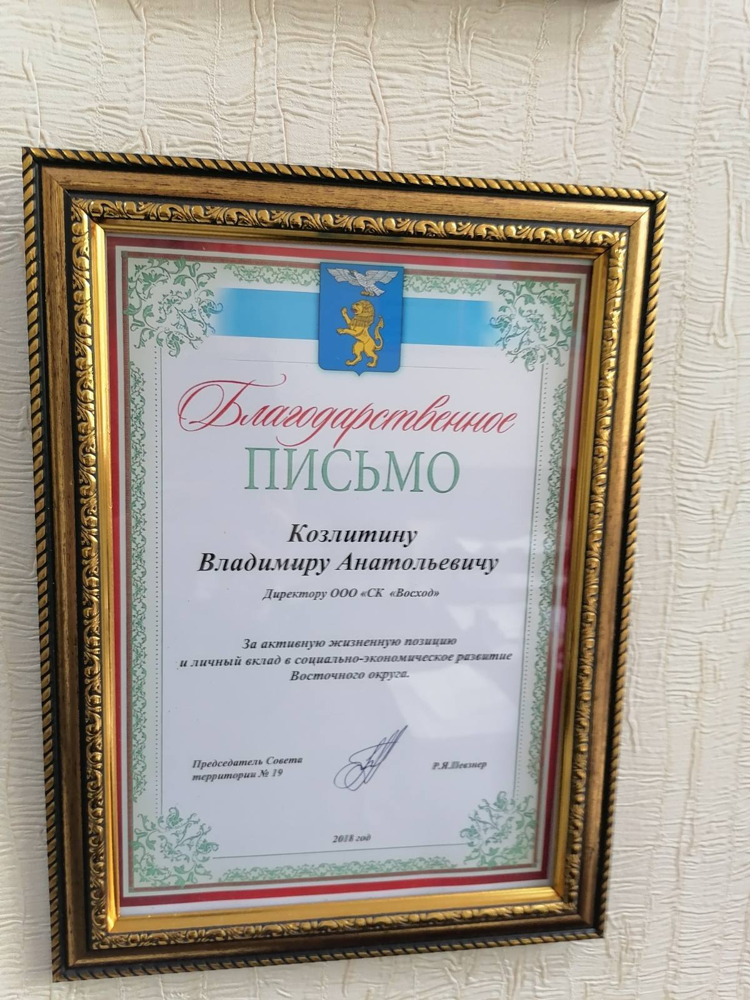 Благодарственное
ПИСЬМО
Козлитину
Владимиру Анатольевичу
Директору ООО «СК «Восход»
За активную жизненную позицию
и личный вклад в социально-экономическое развитие
Восточного округа.
Председатель Совета
территории № 19
Р.Я.Певзнер
2018 год